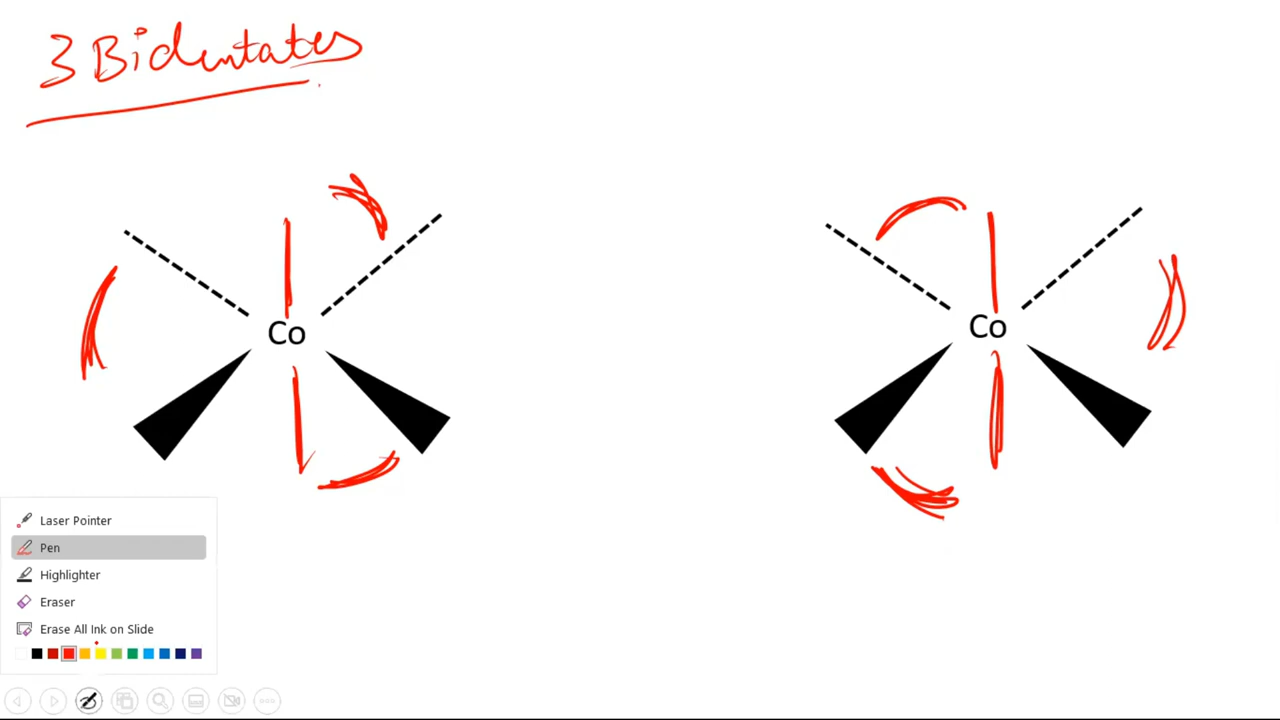 3 Bidentates
Co
Co
Laser Pointer
Pen
Highlighter
Eraser
Erase All Ink on Slide